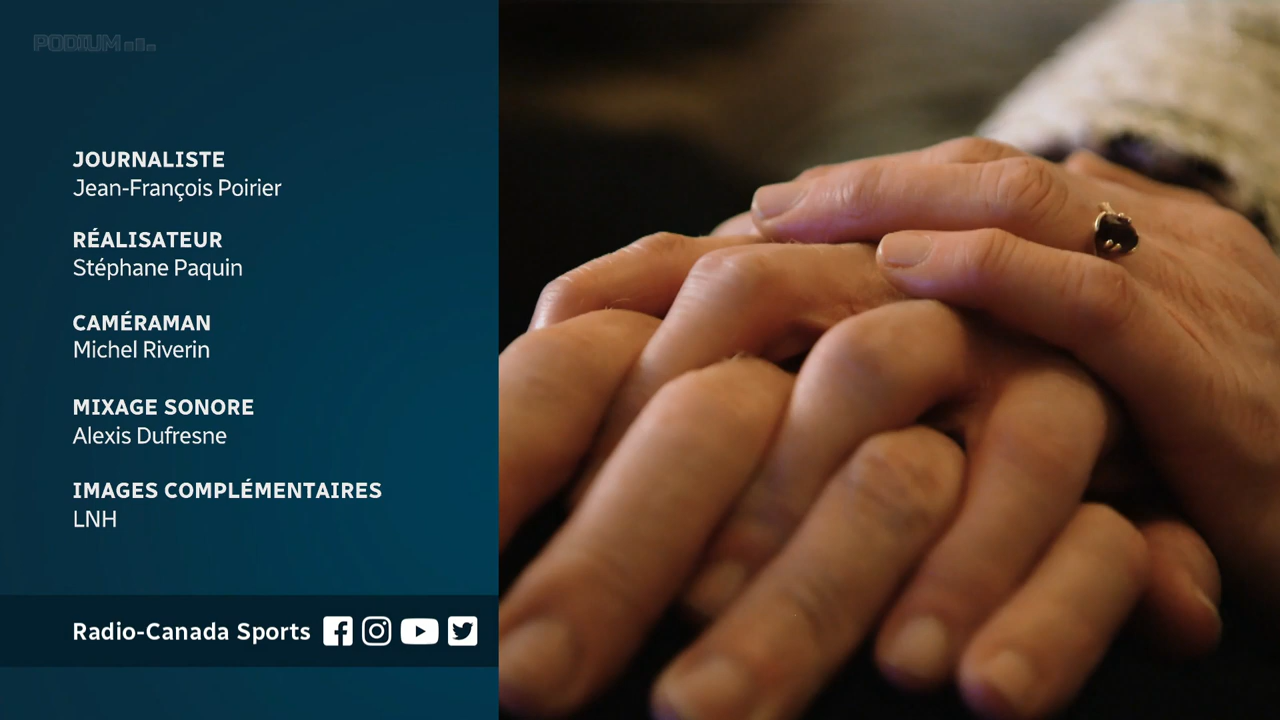 PODIUM
JOURNALISTE
Jean-François Poirier
RÉALISATEUR
Stéphane Paquin
CAMÉRAMAN
Michel Riverin
MIXAGE SONORE
Alexis Dufresne
IMAGES COMPLÉMENTAIRES
LNH
Radio-Canada Sports